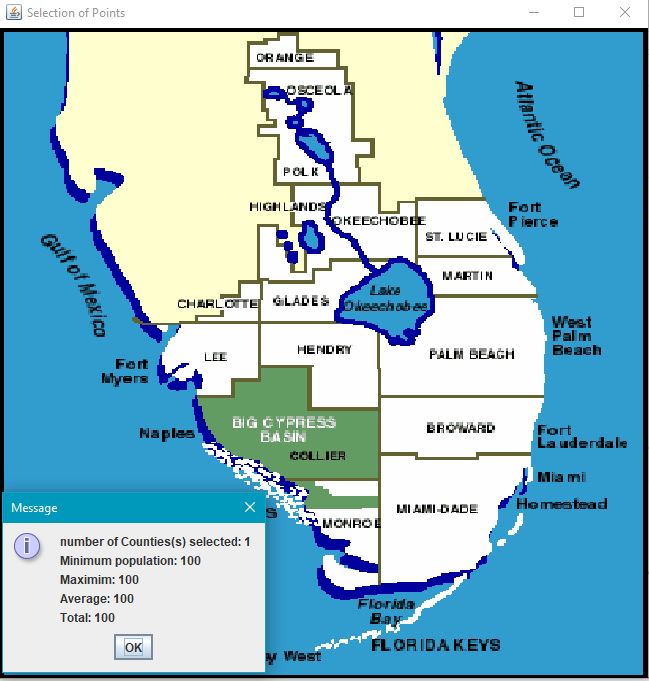 Selection of Points
ORANGE
OSCEOLA
Atlantic Ocean
POLK
HIGHLANDS
OKEECHOBEE
Fort
Pierce
ST. LUCIE
Gulf of Mexico
MARTIN
Lake
Okeechobee
CHARLOTTE
GLADES
West
Palm
Beach
LEE
HENDRY
PALM BEACH
Fort
Myers
BIG CYPRESS
BASIN
BROWARD
Fort
Lauderdale
Naples
COLLIER
Miami
Homestead
MIAMI-DADE
MONROE
Message
number of Counties(s) selected: 1
Minimum population: 100
Maximim: 100
Average: 100
Total: 100
OK
Florida
Bay
FLORIDA KEYS
y West